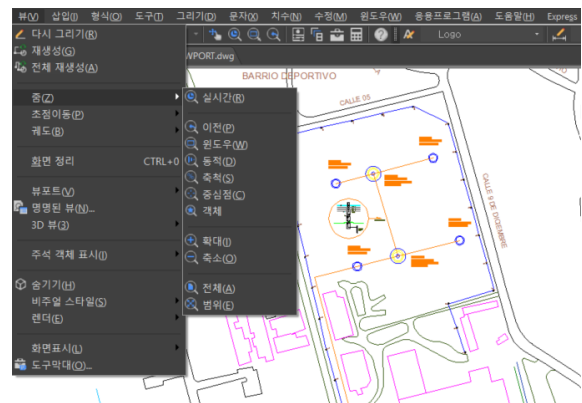 뷰(V) 삽입(I) 형식(O) 도구(T) 그리기(D) 문자(X) 치수(N) 수정(M) 윈도우(W) 응용프로그램(A) 도움말(H) Express
다시 그리기(R)
Logo
재생성(G)
WPORT.dwg
전체 재생성(A)
BARRIO DEPORTIVO
줌(Z)
실시간(R)
CALLE 05
초점이동(P)
궤도(B)
이전(P)
윈도우(W)
화면 정리 CTRL+0
동적(D)
축척(S)
뷰포트(V)
중심점(C)
명명된 뷰(N)...
객체
3D 뷰(3)
CALLE 9 DE DICIEMBRE
확대(I)
주석 객체 표시(I)
축소(O)
숨기기(H)
전체(A)
비주얼 스타일(S)
범위(E)
렌더(E)
화면표시(L)
도구막대(O)...